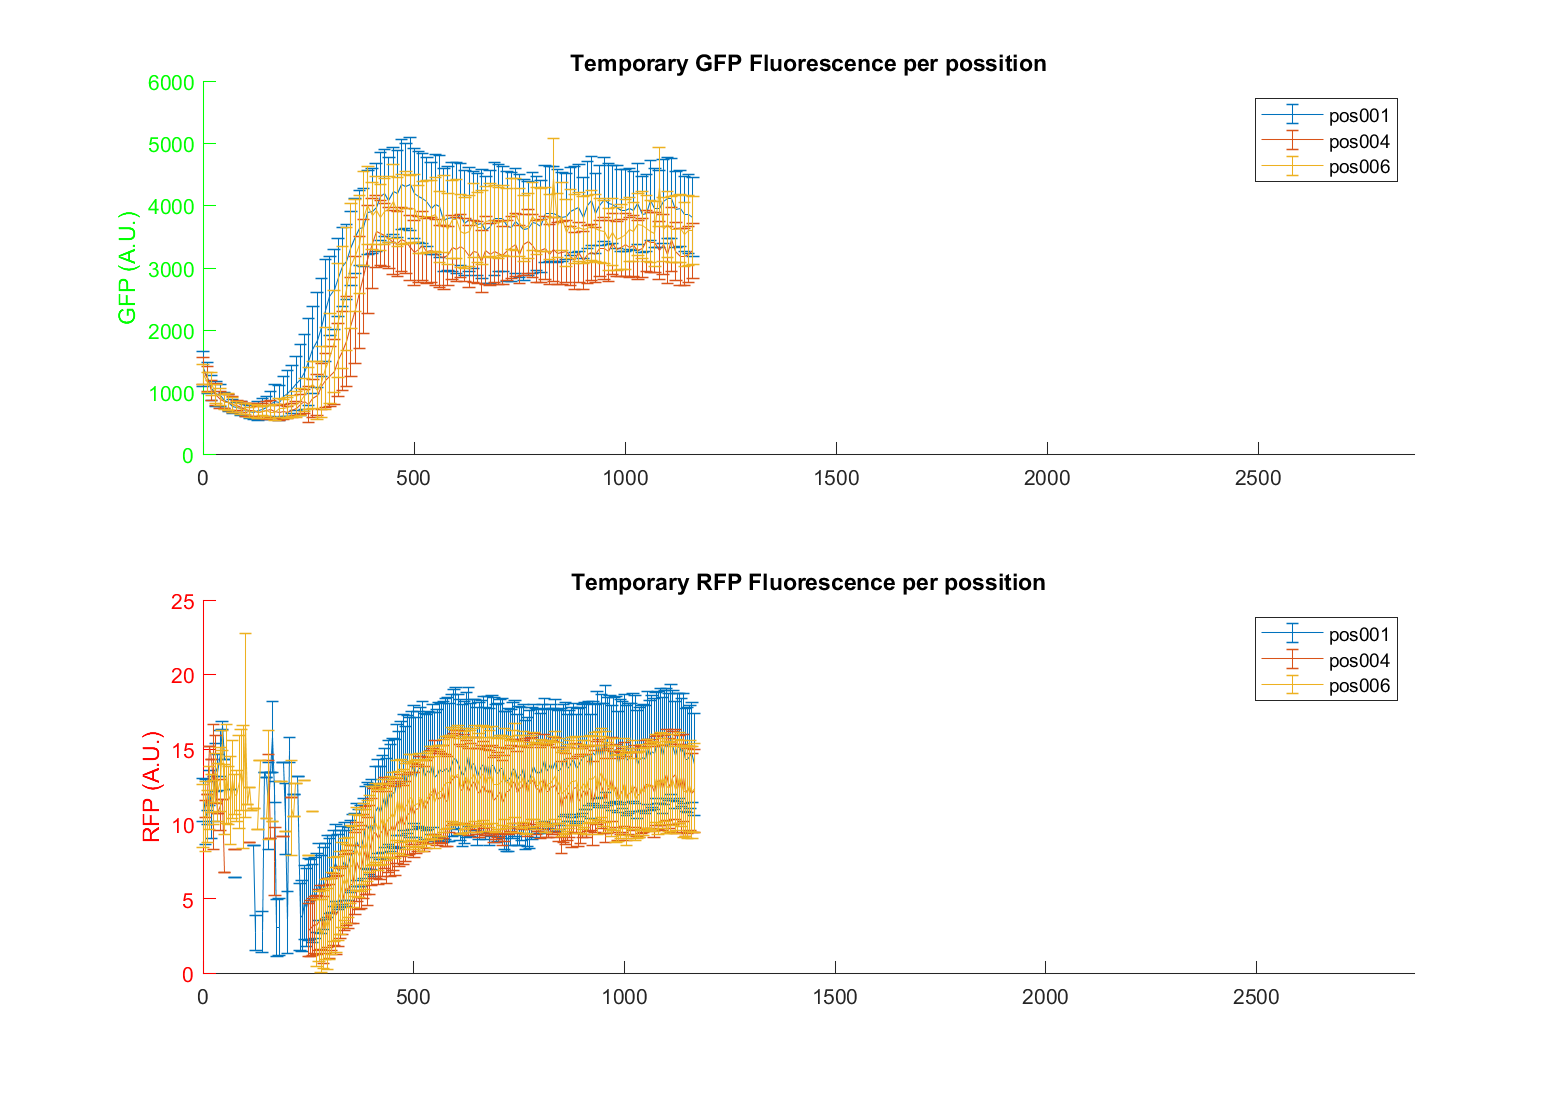 Temporary GFP Fluorescence per possition
6000
5000
4000
3000
2000
1000
0
GFP (A.U.)
0 500 1000 1500 2000 2500
pos001
pos004
pos006
Temporary RFP Fluorescence per possition
25
20
15
10
5
0
RFP (A.U.)
0 500 1000 1500 2000 2500
pos001
pos004
pos006